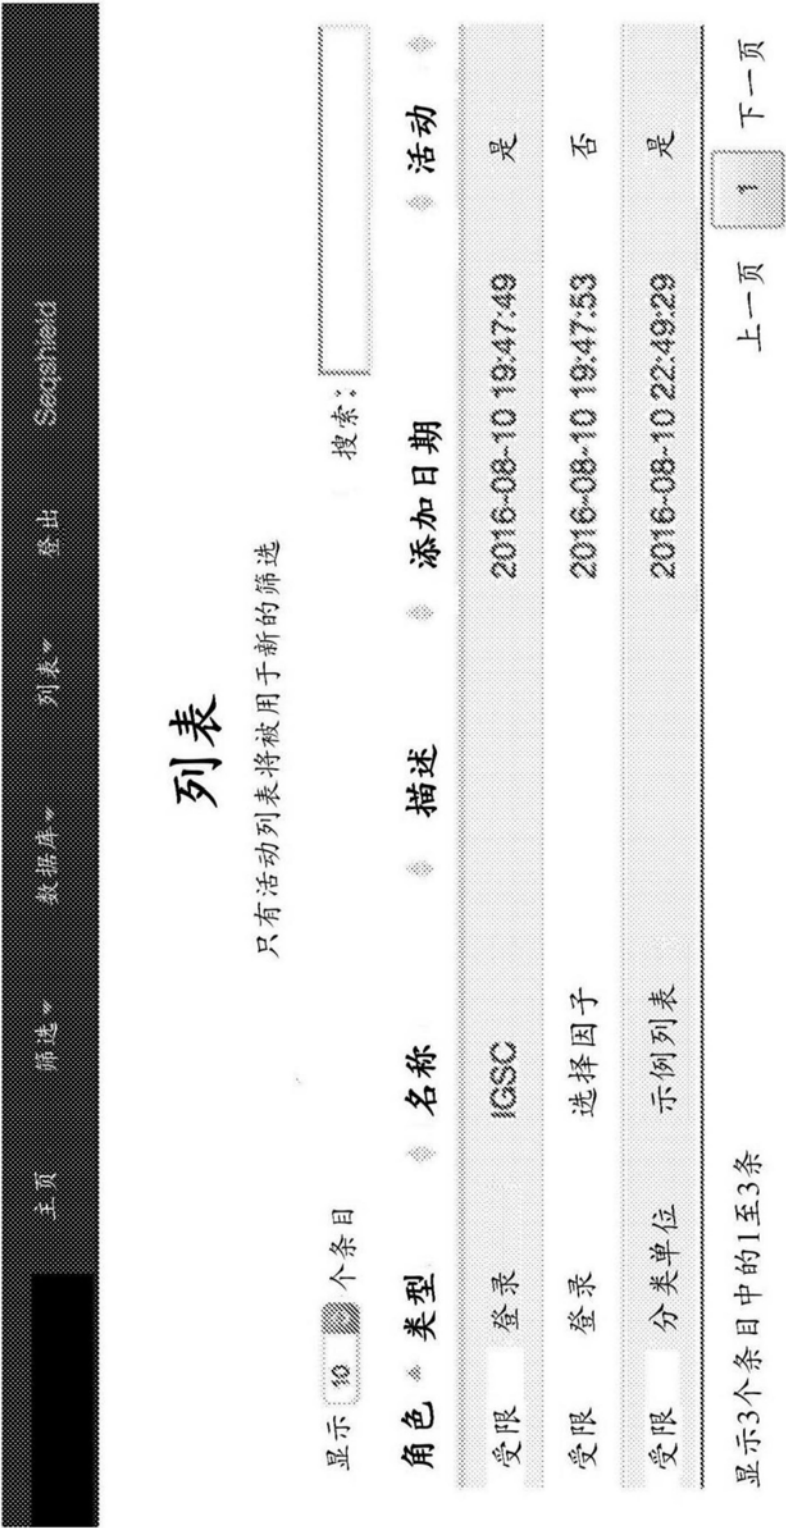 主页 筛选 数据库 列表 登出 Seqshield
列表
只有活动列表将被用于新的筛选
显示 10 个条目 搜索：
角色 类型 名称 描述 添加日期 活动
受限 登录 IGSC 2016-08-10 19:47:49 是
受限 登录 选择因子 2016-08-10 19:47:53 否
受限 分类单位 示例列表 2016-08-10 22:49:29 是
显示3个条目中的1至3条 上一页 1 下一页